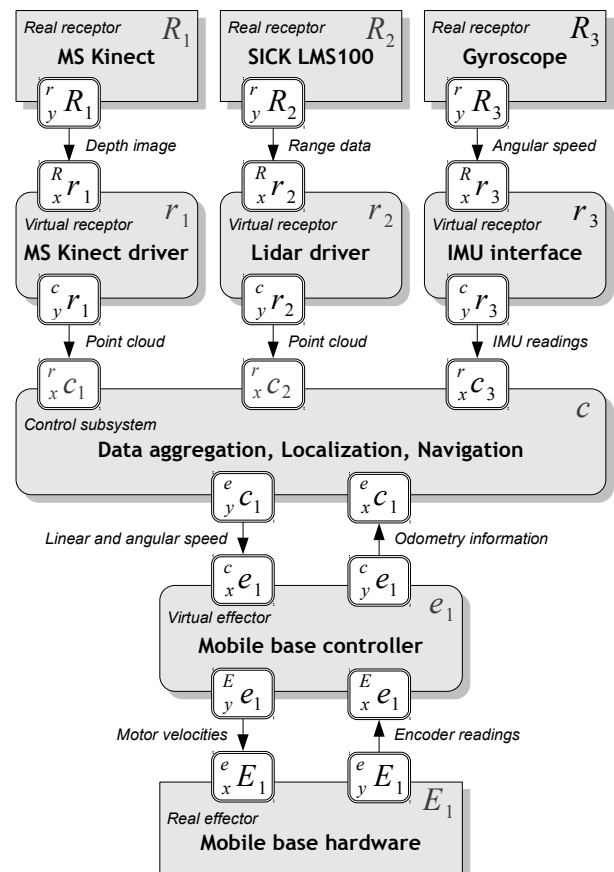 Real receptor R1 Real receptor R2 Real receptor R3
MS Kinect SICK LMS100 Gyroscope
r y R1 r y R2 r y R3
Depth image Range data Angular speed
R x r1 R x r2 R x r3
Virtual receptor r1 Virtual receptor r2 Virtual receptor r3
MS Kinect driver Lidar driver IMU interface
c y r1 c y r2 c y r3
Point cloud Point cloud IMU readings
r x c1 r x c2 r x c3
Control subsystem c
Data aggregation, Localization, Navigation
e y c1 e x c1
Linear and angular speed Odometry information
c x e1 c y e1
Virtual effector e1
Mobile base controller
E y e1 E x e1
Motor velocities Encoder readings
e x E1 e y E1
Real effector E1
Mobile base hardware